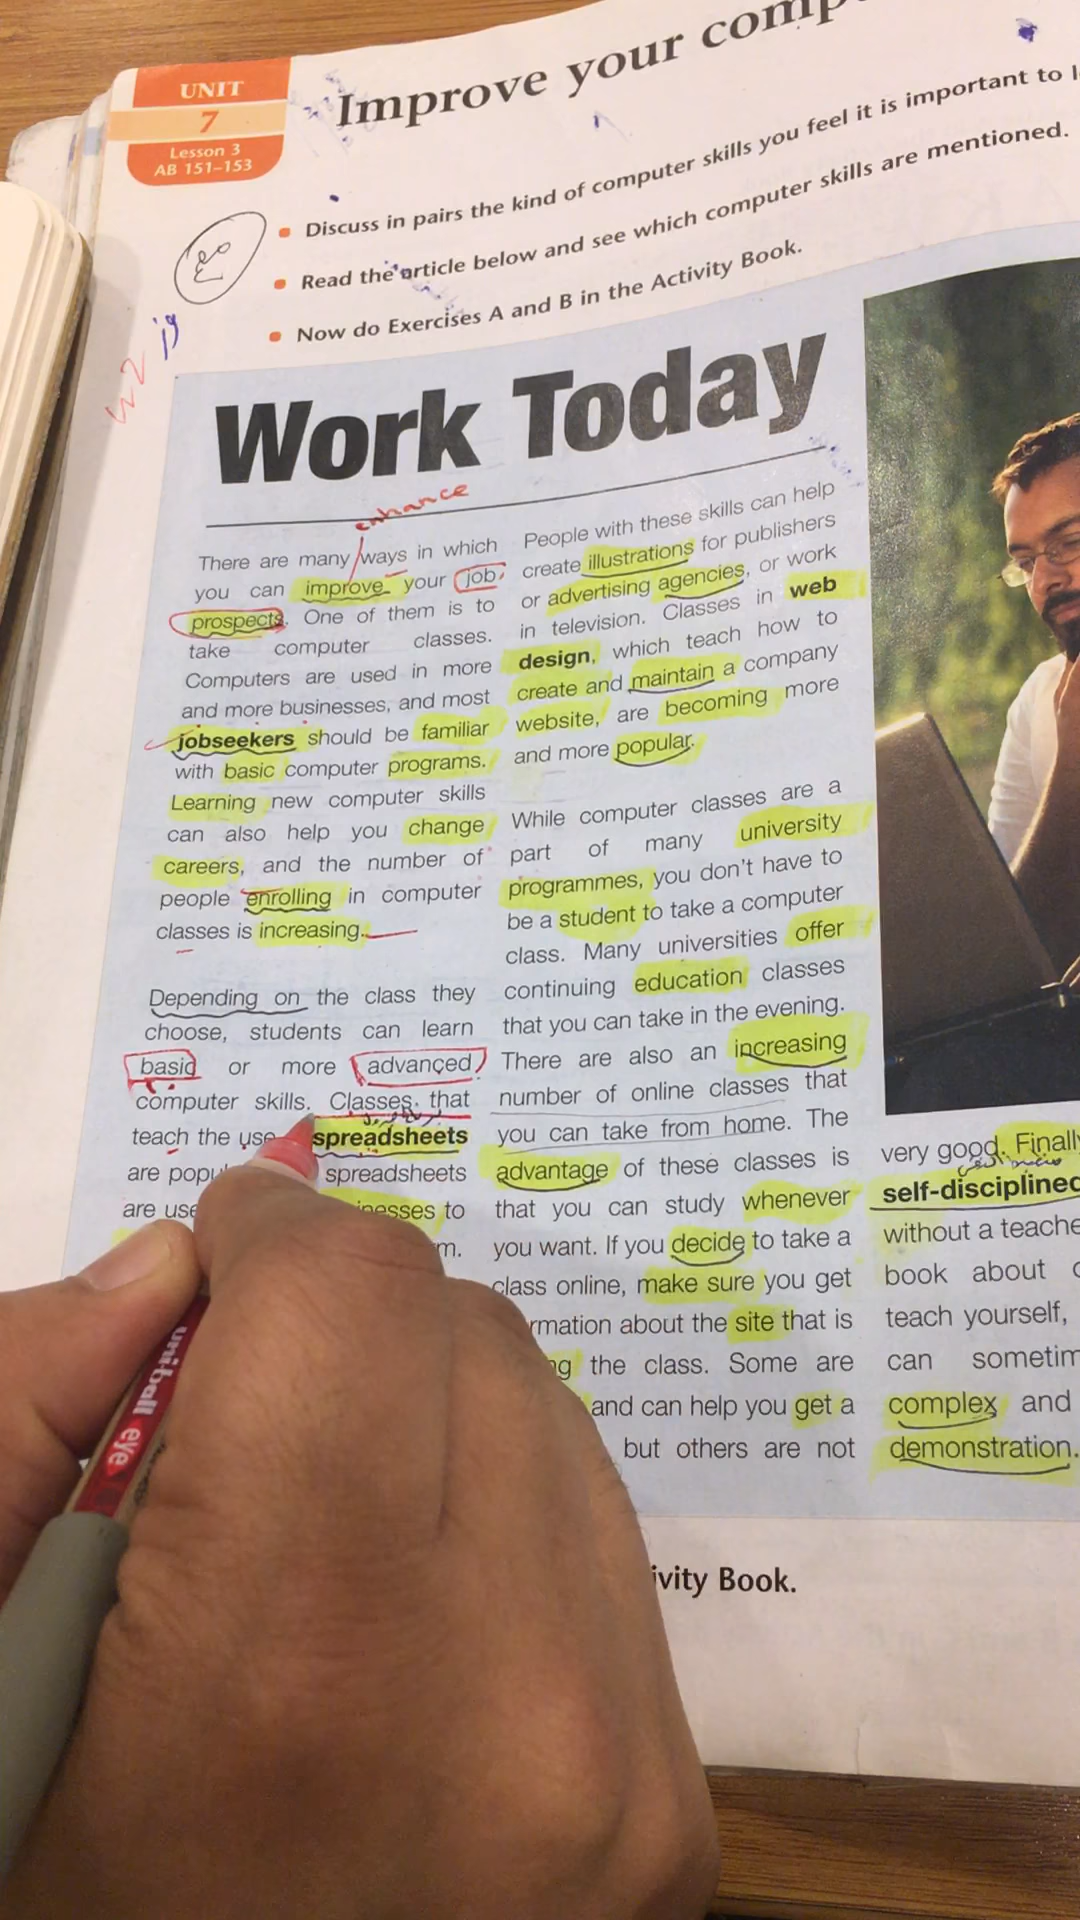 UNIT
7
Lesson 3
AB 151–153
Improve your comp
Discuss in pairs the kind of computer skills you feel it is important to l
Read the article below and see which computer skills are mentioned.
Now do Exercises A and B in the Activity Book.
Work Today
enhance
There are many ways in which
you can improve your job
prospects. One of them is to
take computer classes.
Computers are used in more
and more businesses, and most
jobseekers should be familiar
with basic computer programs.
Learning new computer skills
can also help you change
careers, and the number of
people enrolling in computer
classes is increasing.
Depending on the class they
choose, students can learn
basic or more advanced
computer skills. Classes that
teach the use spreadsheets
are popu spreadsheets
are use inesses to
m.
People with these skills can help
create illustrations for publishers
or advertising agencies, or work
in television. Classes in web
design, which teach how to
create and maintain a company
website, are becoming more
and more popular.
While computer classes are a
part of many university
programmes, you don't have to
be a student to take a computer
class. Many universities offer
continuing education classes
that you can take in the evening.
There are also an increasing
number of online classes that
you can take from home. The
advantage of these classes is
that you can study whenever
you want. If you decide to take a
class online, make sure you get
rmation about the site that is
ng the class. Some are
and can help you get a
but others are not
very good. Finally
self-disciplined
without a teache
book about c
teach yourself,
can sometim
complex and
demonstration.
ivity Book.
uni-ball eye